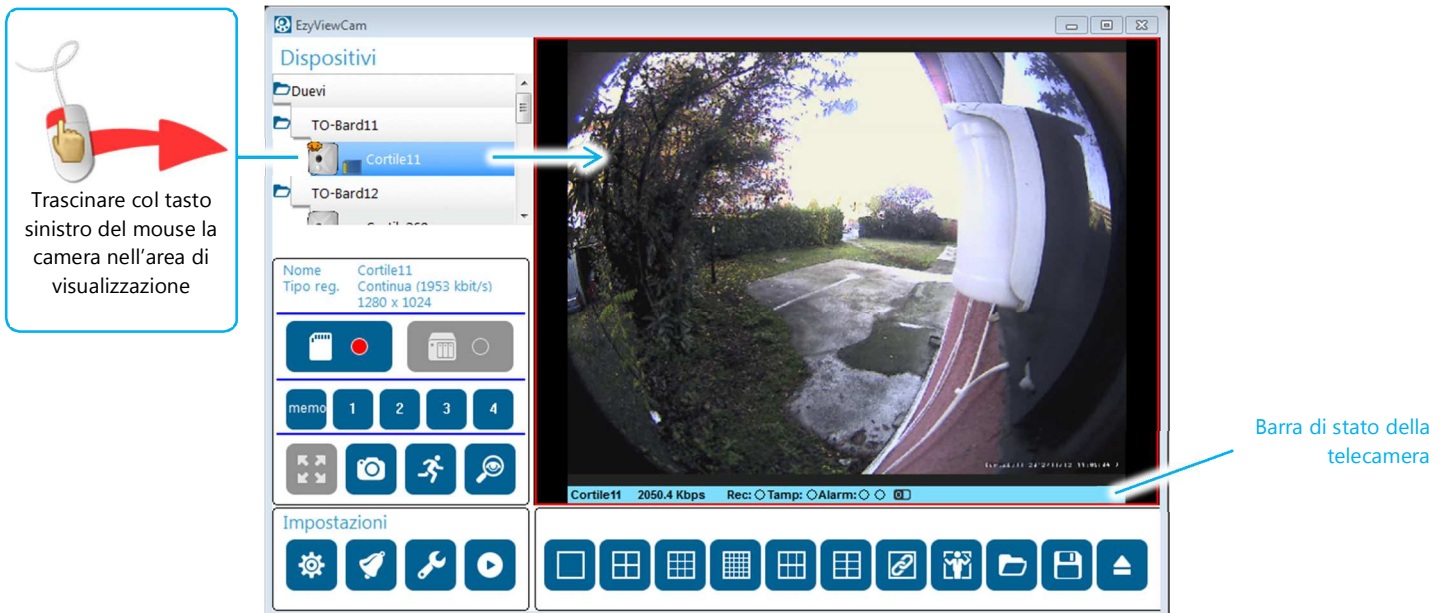 EzyViewCam
Dispositivi
Duevi
TO-Bard11
Cortile11
TO-Bard12
Trascinare col tasto
sinistro del mouse la
camera nell'area di
visualizzazione
Nome Cortile11
Tipo reg. Continua (1953 kbit/s)
1280 x 1024
memo 1 2 3 4
Cortile11 2050.4 Kbps Rec: Tamp: Alarm:
Barra di stato della
telecamera
Impostazioni